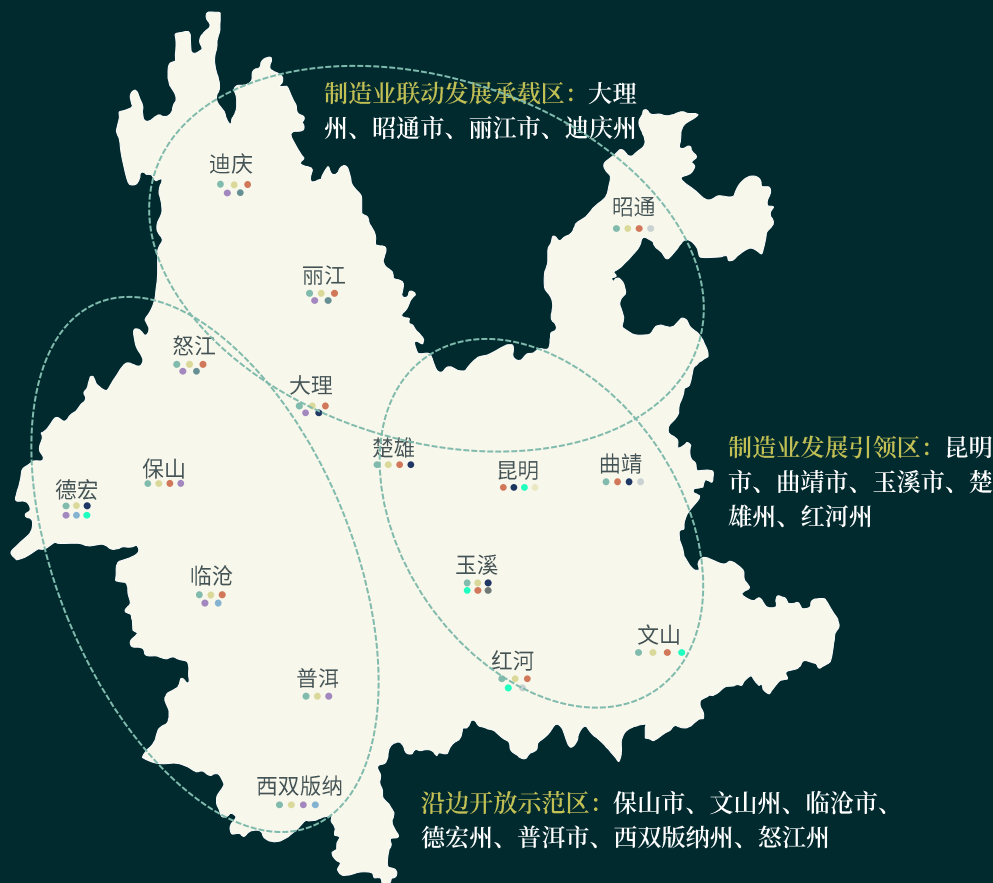 制造业联动发展承载区：大理
州、昭通市、丽江市、迪庆州
迪庆
昭通
丽江
怒江
大理
楚雄
昆明
曲靖
制造业发展引领区：昆明
市、曲靖市、玉溪市、楚
雄州、红河州
保山
德宏
玉溪
临沧
文山
红河
普洱
西双版纳
沿边开放示范区：保山市、文山州、临沧市、
德宏州、普洱市、西双版纳州、怒江州